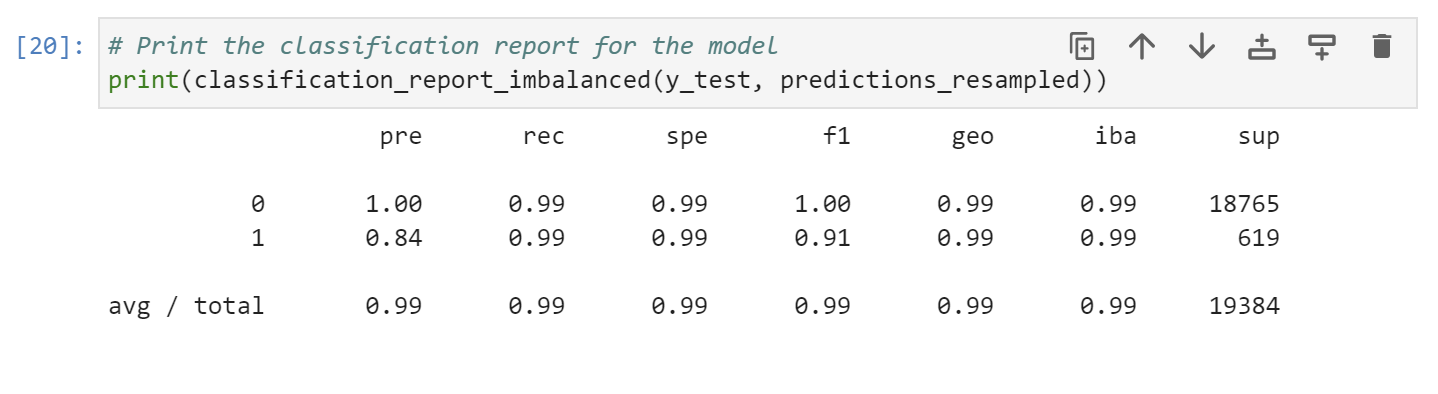 [20]: # Print the classification report for the model
print(classification_report_imbalanced(y_test, predictions_resampled))
pre rec spe f1 geo iba sup
0 1.00 0.99 0.99 1.00 0.99 0.99 18765
1 0.84 0.99 0.99 0.91 0.99 0.99 619
avg / total 0.99 0.99 0.99 0.99 0.99 0.99 19384